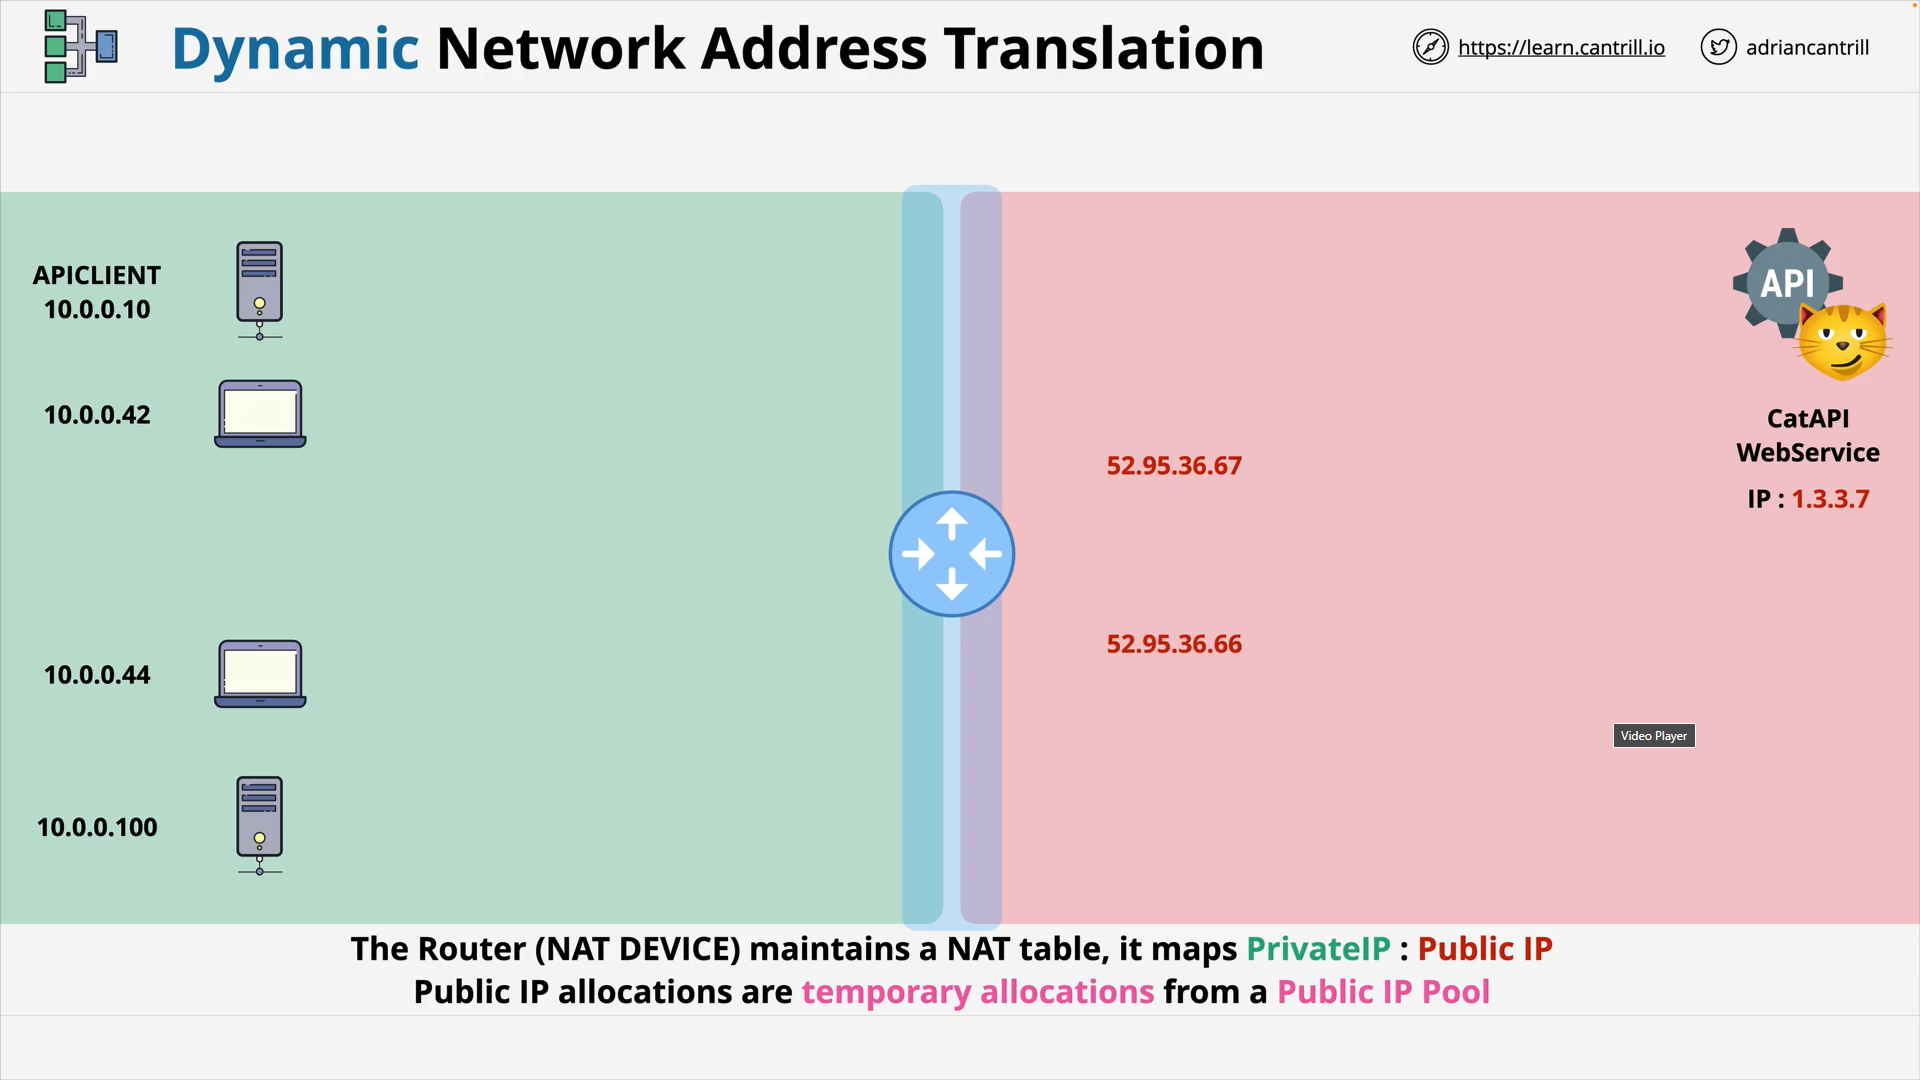 Dynamic Network Address Translation
https://learn.cantrill.io
adriancantrill
APICLIENT
10.0.0.10
10.0.0.42
10.0.0.44
10.0.0.100
52.95.36.67
52.95.36.66
API
CatAPI
WebService
IP : 1.3.3.7
Video Player
The Router (NAT DEVICE) maintains a NAT table, it maps PrivateIP : Public IP
Public IP allocations are temporary allocations from a Public IP Pool